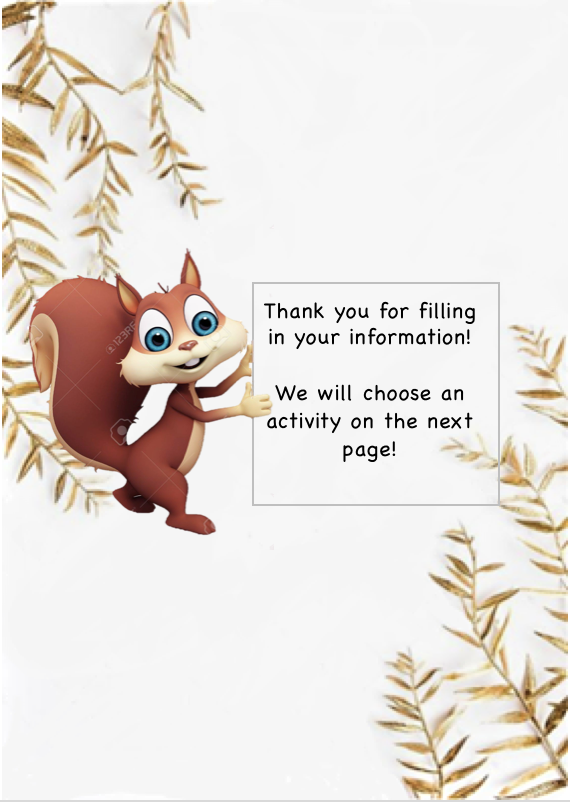 Thank you for filling
in your information!
We will choose an
activity on the next
page!